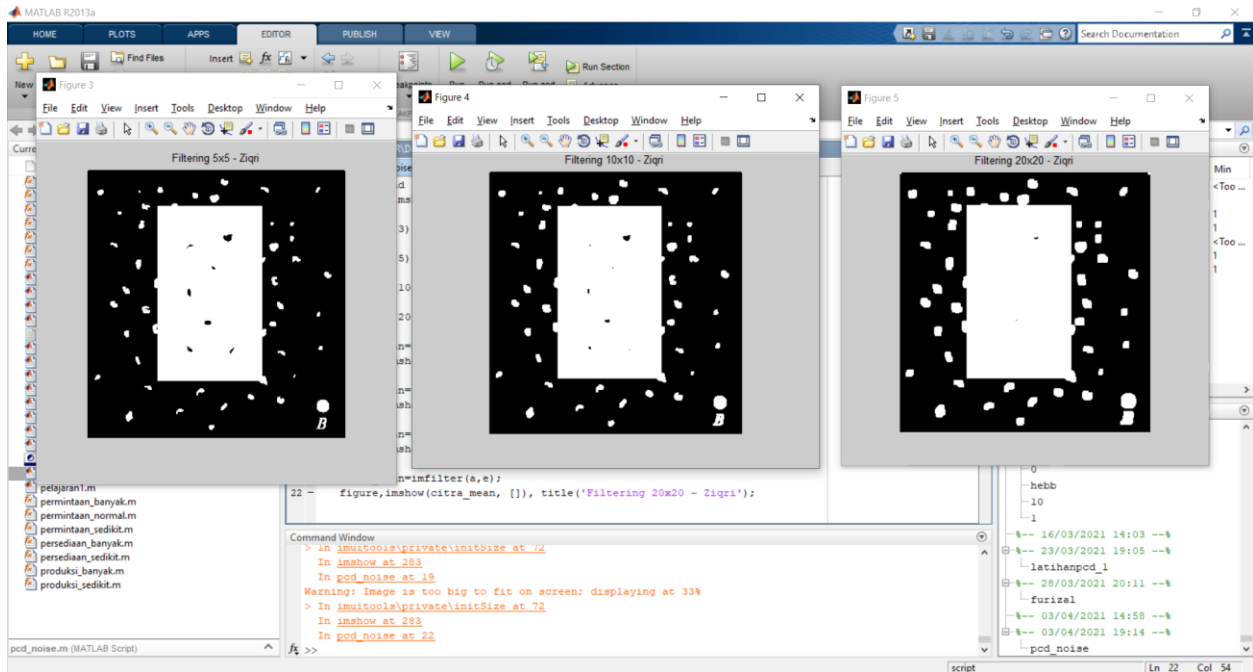 MATLAB R2013a
HOME PLOTS APPS EDITOR PUBLISH VIEW
Search Documentation
Find Files Insert fx
Run Section
New
Figure 3
File Edit View Insert Tools Desktop Window Help
Filtering 5x5 - Ziqri
B
Figure 4
File Edit View Insert Tools Desktop Window Help
Filtering 10x10 - Ziqri
B
Figure 5
File Edit View Insert Tools Desktop Window Help
Filtering 20x20 - Ziqri
Min
<Too ...
1
1
<Too ...
1
1
n=imfilter(a,e);
22 - figure,imshow(citra_mean, []), title('Filtering 20x20 - Ziqri');
pelajaran1.m
permintaan_banyak.m
permintaan_normal.m
permintaan_sedikit.m
persediaan_banyak.m
persediaan_sedikit.m
produksi_banyak.m
produksi_sedikit.m
pcd_noise.m (MATLAB Script)
Command Window
> In imuitools\private\initSize at 72
In imshow at 283
In pcd_noise at 19
Warning: Image is too big to fit on screen; displaying at 33%
> In imuitools\private\initSize at 72
In imshow at 283
In pcd_noise at 22
fx >>
0
hebb
10
1
%-- 16/03/2021 14:03 --%
%-- 23/03/2021 19:05 --%
latihanpcd_1
%-- 28/03/2021 20:11 --%
furizal
%-- 03/04/2021 14:58 --%
%-- 03/04/2021 19:14 --%
pcd_noise
script Ln 22 Col 54